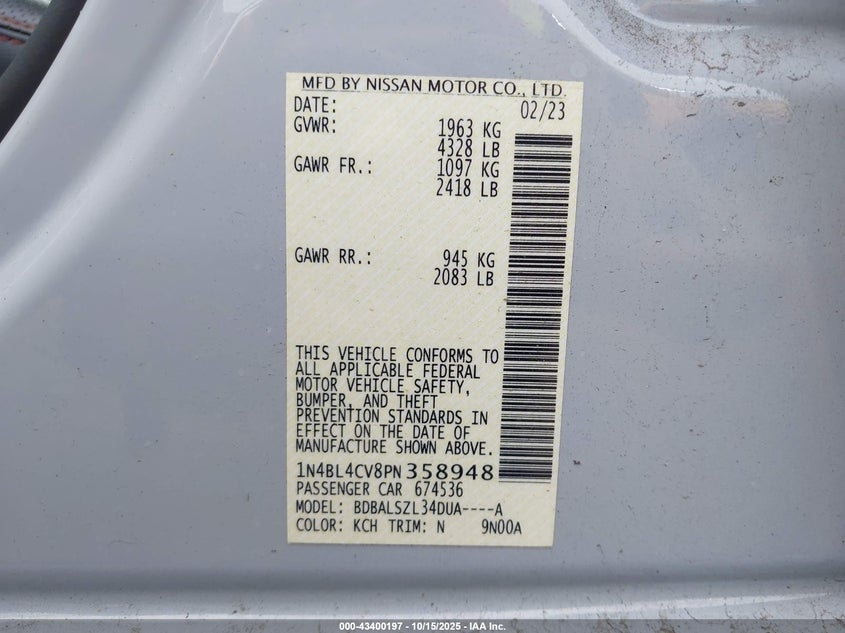 MFD BY NISSAN MOTOR CO., LTD.
DATE: 02/23
GVWR: 1963 KG
4328 LB
GAWR FR.: 1097 KG
2418 LB
GAWR RR.: 945 KG
2083 LB
THIS VEHICLE CONFORMS TO
ALL APPLICABLE FEDERAL
MOTOR VEHICLE SAFETY,
BUMPER, AND THEFT
PREVENTION STANDARDS IN
EFFECT ON THE DATE OF
MANUFACTURE SHOWN ABOVE.
1N4BL4CV8PN358948
PASSENGER CAR 674536
MODEL: BDBALSZL34DUA----A
COLOR: KCH TRIM: N 9N00A
000-43400197 - 10/15/2025 - IAA Inc.